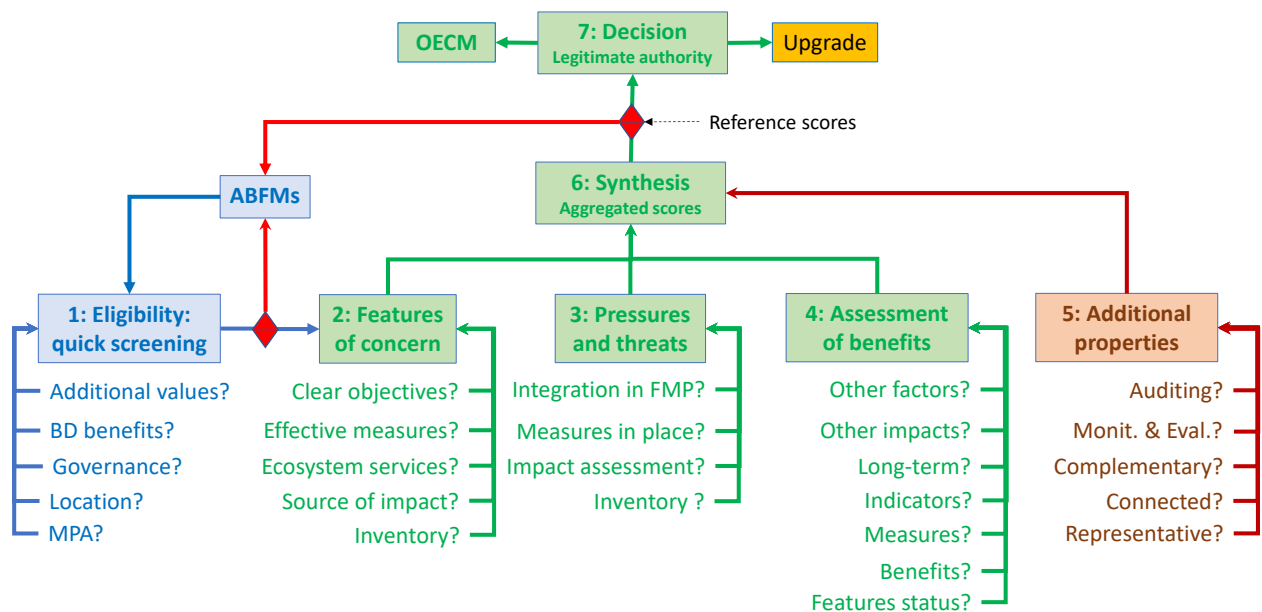 OECM
7: Decision
Legitimate authority
Upgrade
Reference scores
6: Synthesis
Aggregated scores
ABFMs
1: Eligibility:
quick screening
2: Features
of concern
3: Pressures
and threats
4: Assessment
of benefits
5: Additional
properties
Additional values?
BD benefits?
Governance?
Location?
MPA?
Clear objectives?
Effective measures?
Ecosystem services?
Source of impact?
Inventory?
Integration in FMP?
Measures in place?
Impact assessment?
Inventory ?
Other factors?
Other impacts?
Long-term?
Indicators?
Measures?
Benefits?
Features status?
Auditing?
Monit. & Eval.?
Complementary?
Connected?
Representative?